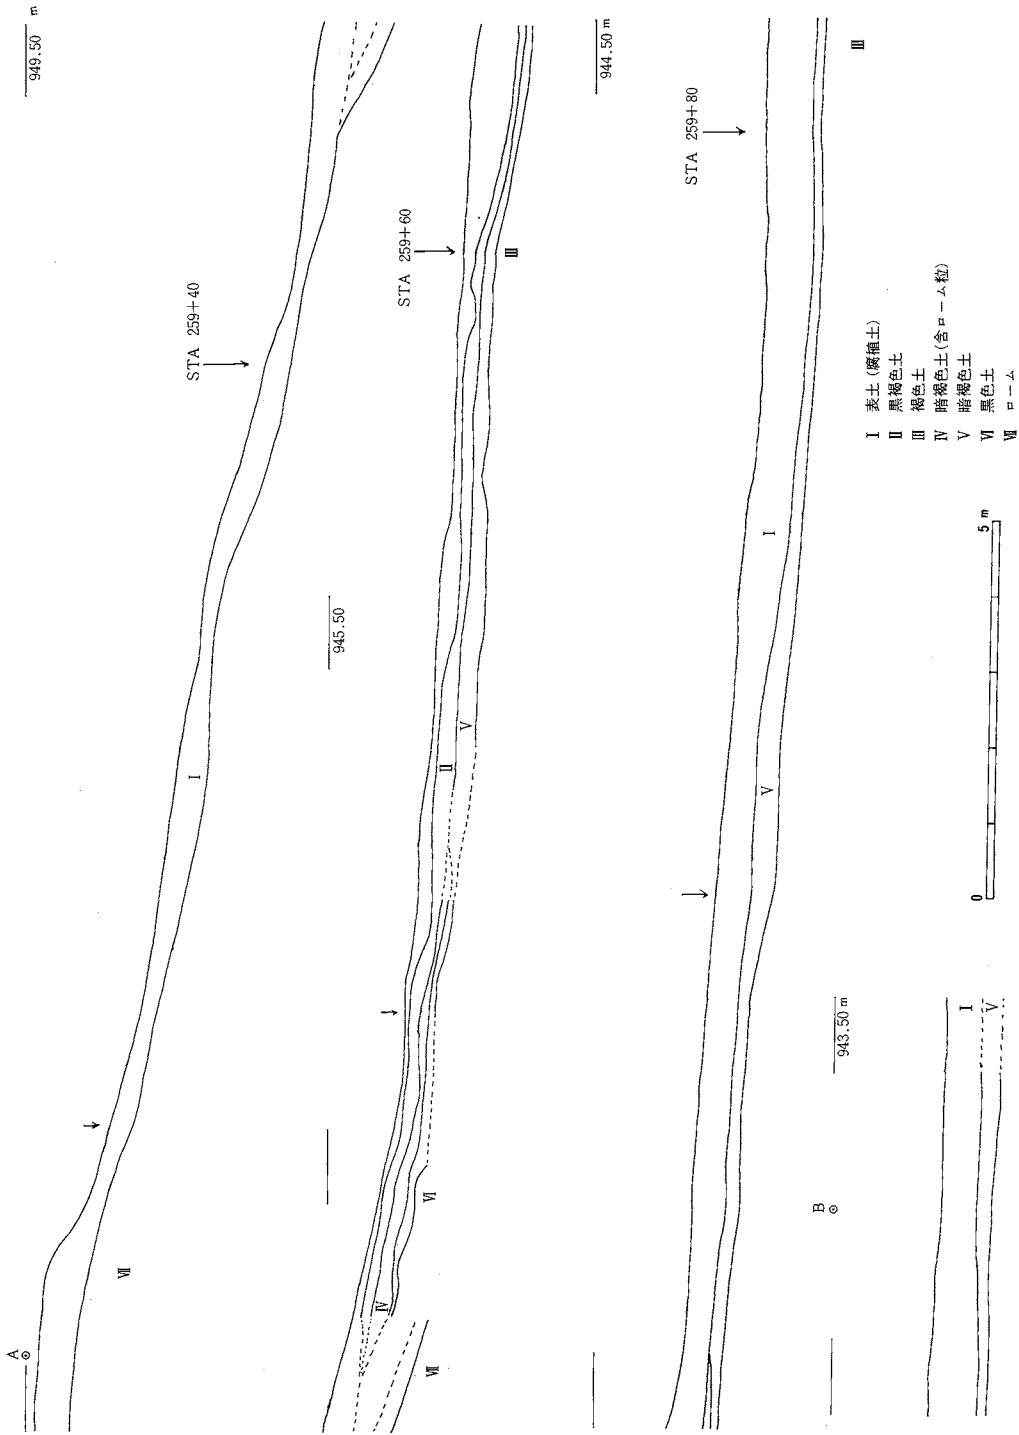 A
949.50 m
Ⅶ
Ⅰ
STA 259+40
945.50
Ⅶ
Ⅳ
Ⅵ
Ⅱ
Ⅴ
STA 259+60
Ⅲ
944.50 m
Ⅴ
Ⅰ
STA 259+80
Ⅲ
B
943.50 m
Ⅰ
Ⅴ
0 5 m
Ⅰ 表土(腐植土)
Ⅱ 黒褐色土
Ⅲ 褐色土
Ⅳ 暗褐色土(含ローム粒)
Ⅴ 暗褐色土
Ⅵ 黒色土
Ⅶ ローム